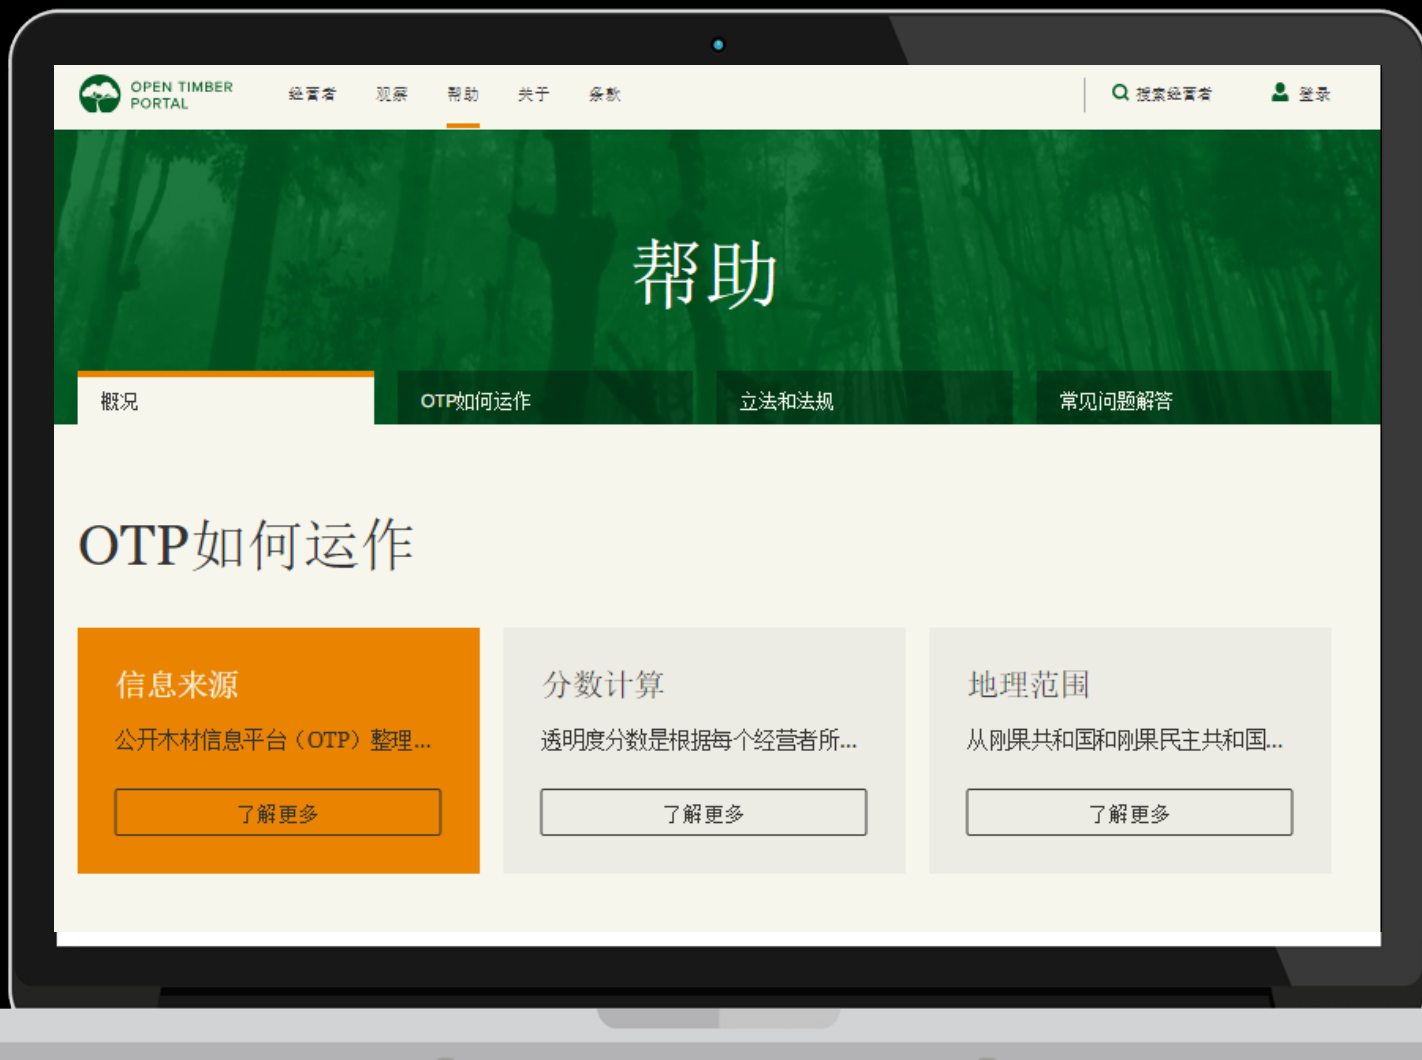 OPEN TIMBER
PORTAL
经营者 观察 帮助 关于 条款 搜索经营者 登录
帮助
概况 OTP如何运作 立法和法规 常见问题解答
OTP如何运作
信息来源 分数计算 地理范围
公开木材信息平台（OTP）整理... 透明度分数是根据每个经营者所... 从刚果共和国和刚果民主共和国...
了解更多 了解更多 了解更多